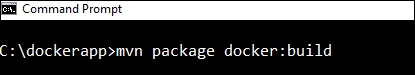 Command Prompt
C:\dockerapp>mvn package docker:build